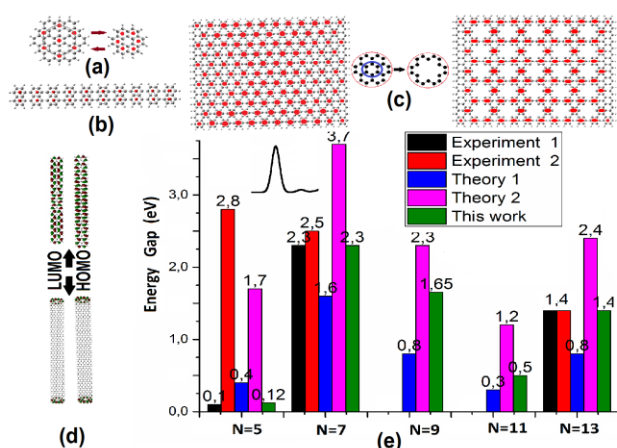 (a)
(b)
(c)
LUMO
HOMO
(d)
Energy Gap (eV)
3,0
2,0
1,0
0,0
Experiment 1
Experiment 2
Theory 1
Theory 2
This work
0,1
2,8
0,4
1,7
0,12
2,3
2,5
1,6
3,7
2,3
0,8
2,3
1,65
0,3
1,2
0,5
1,4
1,4
0,8
2,4
1,4
N=5
N=7
N=9
N=11
N=13
(e)